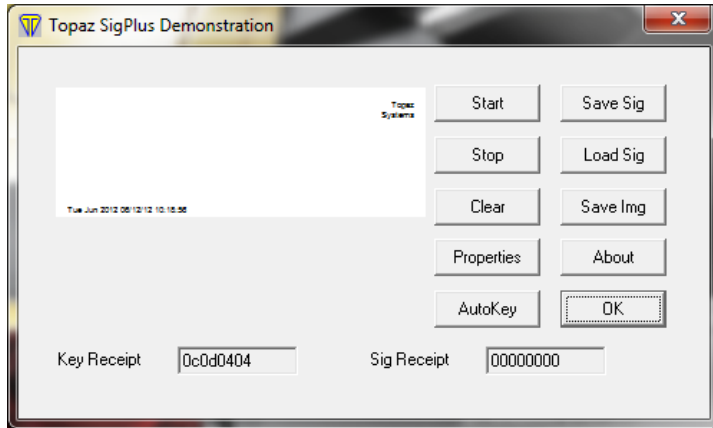 Topaz SigPlus Demonstration
Topaz
Systems
Tue Jun 2012 06/12/12 10:18:56
Start
Save Sig
Stop
Load Sig
Clear
Save Img
Properties
About
AutoKey
OK
Key Receipt 0c0d0404
Sig Receipt 00000000